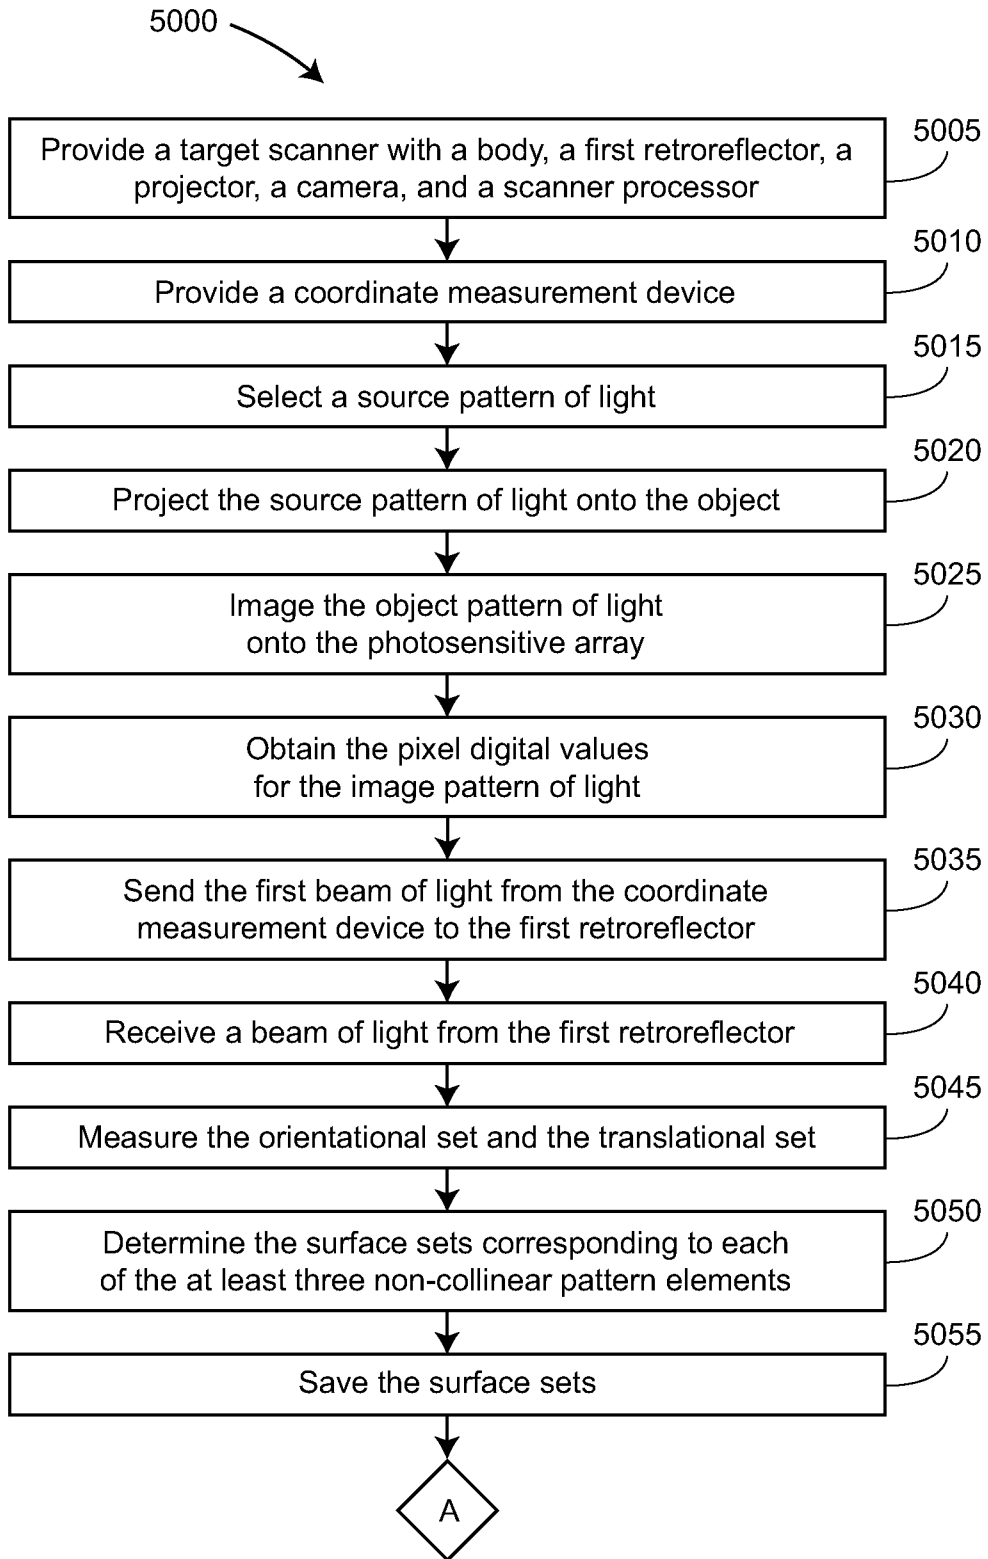 5000
5005
Provide a target scanner with a body, a first retroreflector, a
projector, a camera, and a scanner processor
5010
Provide a coordinate measurement device
5015
Select a source pattern of light
5020
Project the source pattern of light onto the object
5025
Image the object pattern of light
onto the photosensitive array
5030
Obtain the pixel digital values
for the image pattern of light
5035
Send the first beam of light from the coordinate
measurement device to the first retroreflector
5040
Receive a beam of light from the first retroreflector
5045
Measure the orientational set and the translational set
5050
Determine the surface sets corresponding to each
of the at least three non-collinear pattern elements
5055
Save the surface sets
A